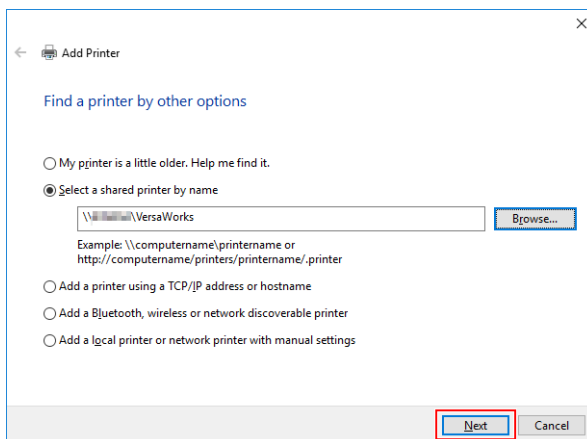 Add Printer
Find a printer by other options
My printer is a little older. Help me find it.
Select a shared printer by name
\\ \VersaWorks
Browse...
Example: \\computername\printername or
http://computername/printers/printername/.printer
Add a printer using a TCP/IP address or hostname
Add a Bluetooth, wireless or network discoverable printer
Add a local printer or network printer with manual settings
Next Cancel